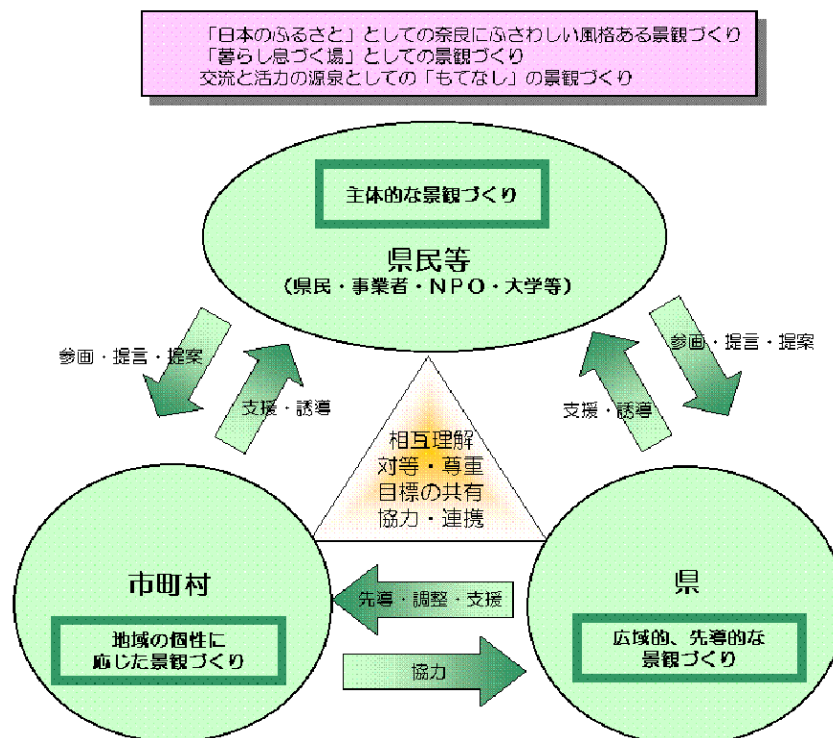 「日本のふるさと」としての奈良にふさわしい風格ある景観づくり
「暮らし息づく場」としての景観づくり
交流と活力の源泉としての「もてなし」の景観づくり
主体的な景観づくり
県民等
（県民・事業者・NPO・大学等）
参画・提言・提案
支援・誘導
参画・提言・提案
支援・誘導
相互理解
対等・尊重
目標の共有
協力・連携
市町村
地域の個性に
応じた景観づくり
先導・調整・支援
協力
県
広域的、先導的な
景観づくり